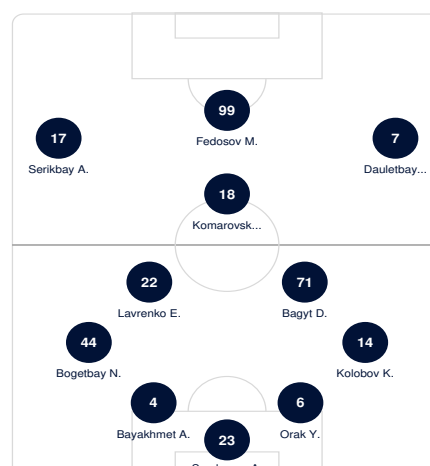 99
Fedosov M.
17
Serikbay A.
7
Dauletbay...
18
Komarovsk...
22
Lavrenko E.
71
Bagyt D.
44
Bogetbay N.
14
Kolobov K.
4
Bayakhmet A.
6
Orak Y.
23